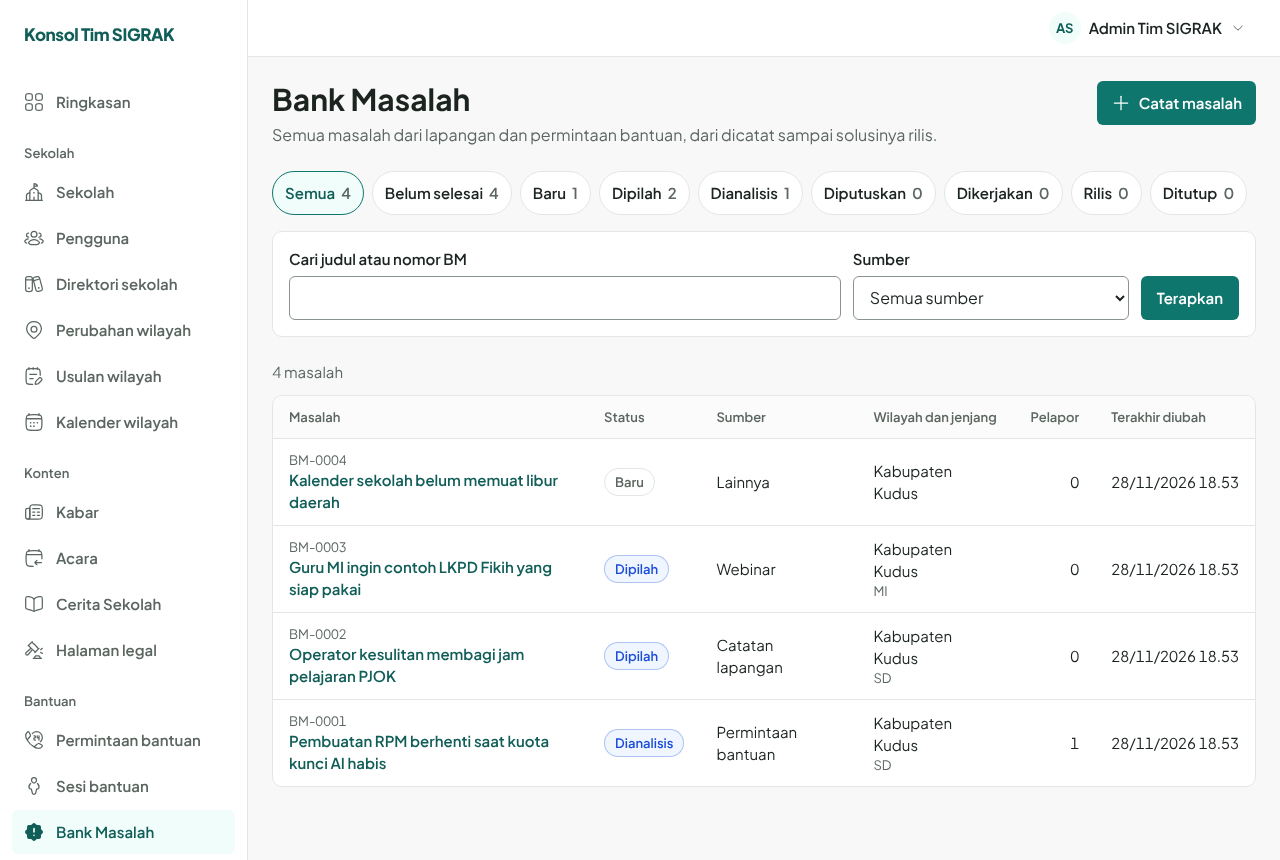 Konsol Tim SIGRAK
AS Admin Tim SIGRAK
Ringkasan
Sekolah
Sekolah
Pengguna
Direktori sekolah
Perubahan wilayah
Usulan wilayah
Kalender wilayah
Konten
Kabar
Acara
Cerita Sekolah
Halaman legal
Bantuan
Permintaan bantuan
Sesi bantuan
Bank Masalah
Bank Masalah
Catat masalah
Semua masalah dari lapangan dan permintaan bantuan, dari dicatat sampai solusinya rilis.
Semua 4 Belum selesai 4 Baru 1 Dipilah 2 Dianalisis 1 Diputuskan 0 Dikerjakan 0 Rilis 0 Ditutup 0
Cari judul atau nomor BM
Sumber
Semua sumber
Terapkan
4 masalah
Masalah Status Sumber Wilayah dan jenjang Pelapor Terakhir diubah
BM-0004
Kalender sekolah belum memuat libur
daerah
Baru
Lainnya
Kabupaten
Kudus
0
28/11/2026 18.53
BM-0003
Guru MI ingin contoh LKPD Fikih yang
siap pakai
Dipilah
Webinar
Kabupaten
Kudus
MI
0
28/11/2026 18.53
BM-0002
Operator kesulitan membagi jam
pelajaran PJOK
Dipilah
Catatan
lapangan
Kabupaten
Kudus
SD
0
28/11/2026 18.53
BM-0001
Pembuatan RPM berhenti saat kuota
kunci AI habis
Dianalisis
Permintaan
bantuan
Kabupaten
Kudus
SD
1
28/11/2026 18.53